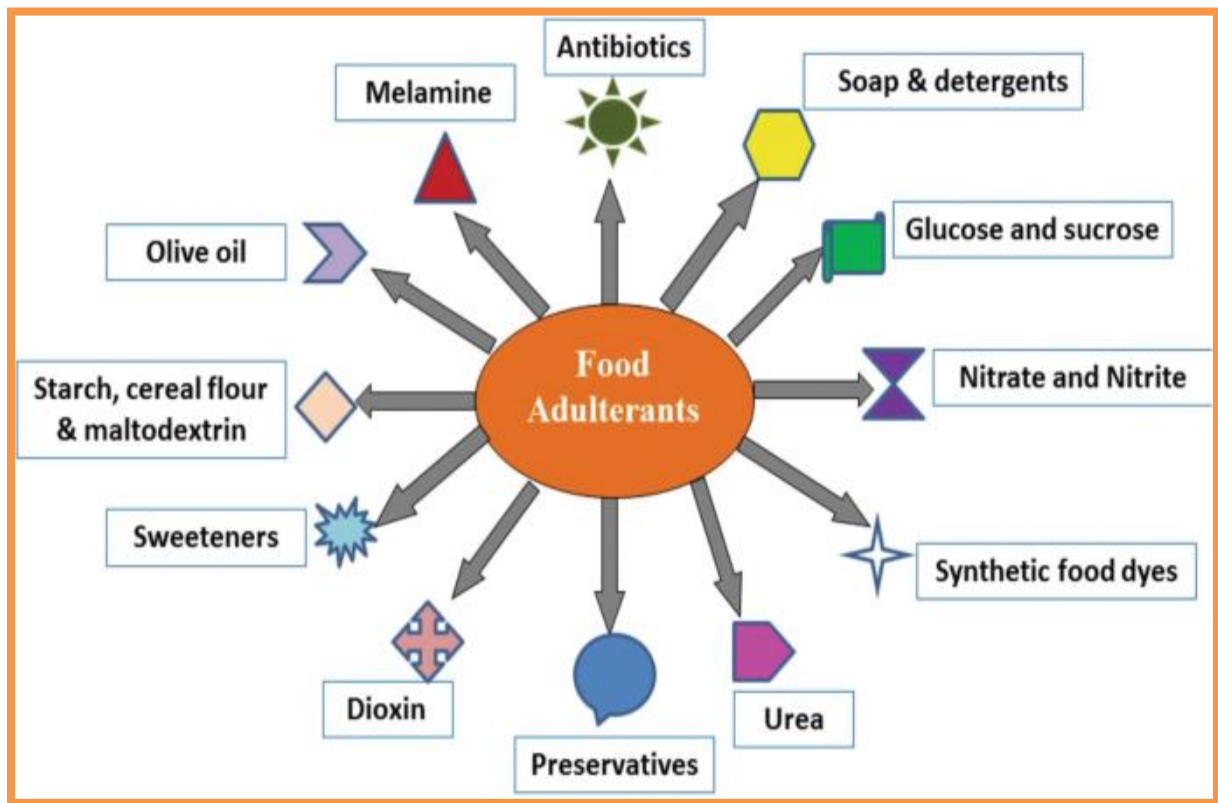 Antibiotics
Melamine
Soap & detergents
Olive oil
Glucose and sucrose
Food
Adulterants
Starch, cereal flour
& maltodextrin
Nitrate and Nitrite
Sweeteners
Synthetic food dyes
Dioxin
Urea
Preservatives